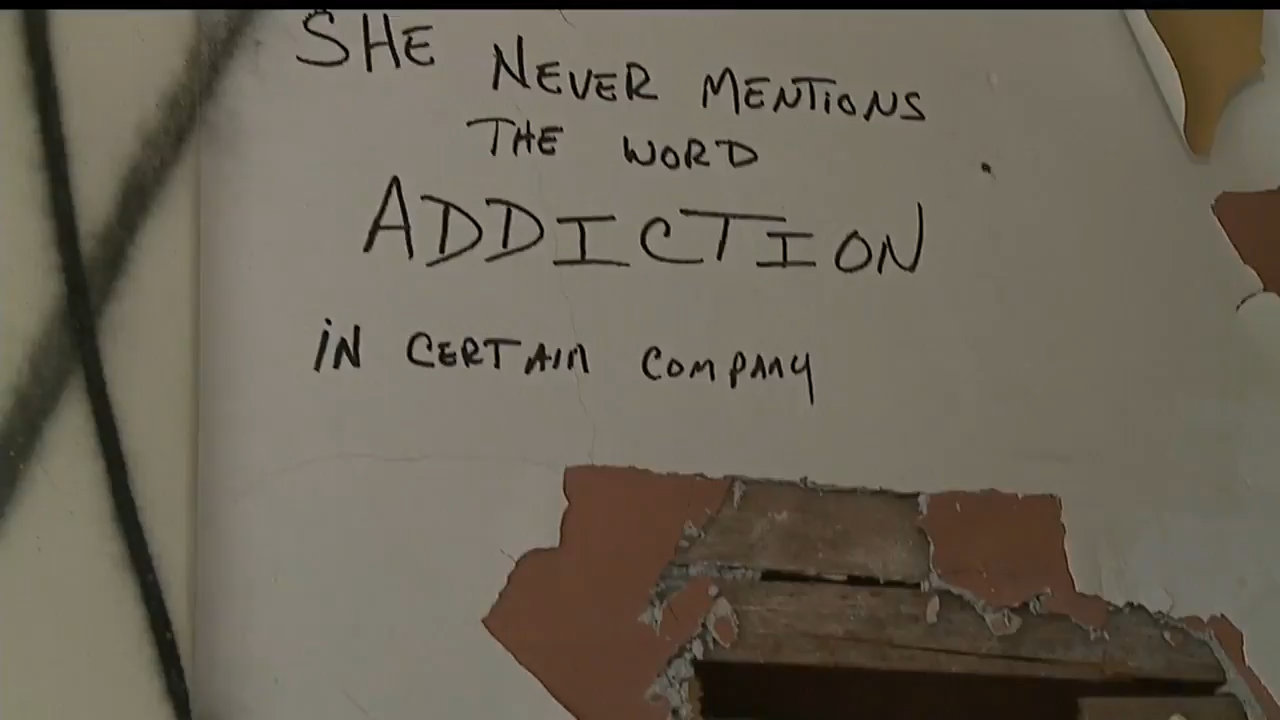 SHE NEVER MENTIONS
THE WORD
ADDICTION
IN CERTAIN COMPANY